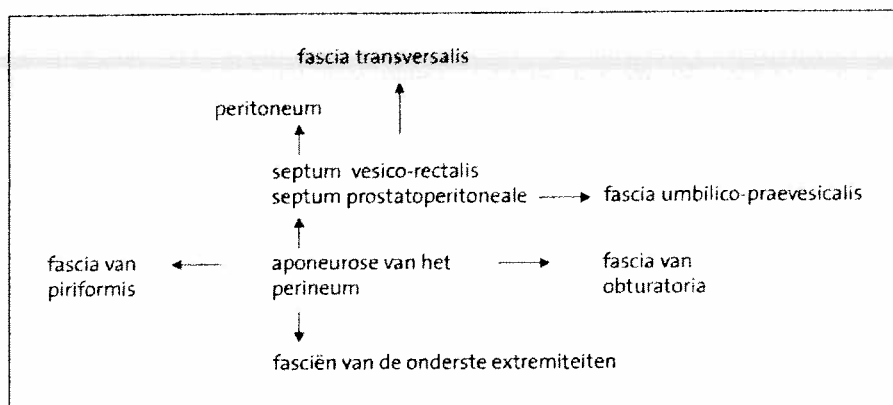 fascia transversalis
peritoneum
septum vesico-rectalis
septum prostatoperitoneale
fascia umbilico-praevesicalis
fascia van
piriformis
aponeurose van het
perineum
fascia van
obturatoria
fasciën van de onderste extremiteiten